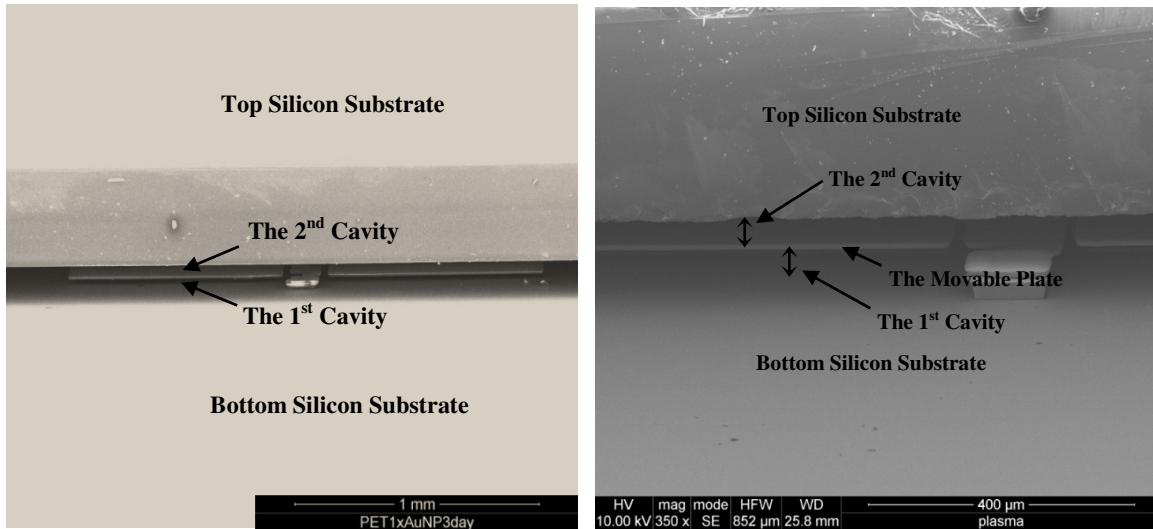 Top Silicon Substrate
The 2nd Cavity
The 1st Cavity
Bottom Silicon Substrate
1 mm
PET1xAuNP3day
Top Silicon Substrate
The 2nd Cavity
The Movable Plate
The 1st Cavity
Bottom Silicon Substrate
HV mag mode HFW WD 400 µm
10.00 kV 350 x SE 852 µm 25.8 mm plasma